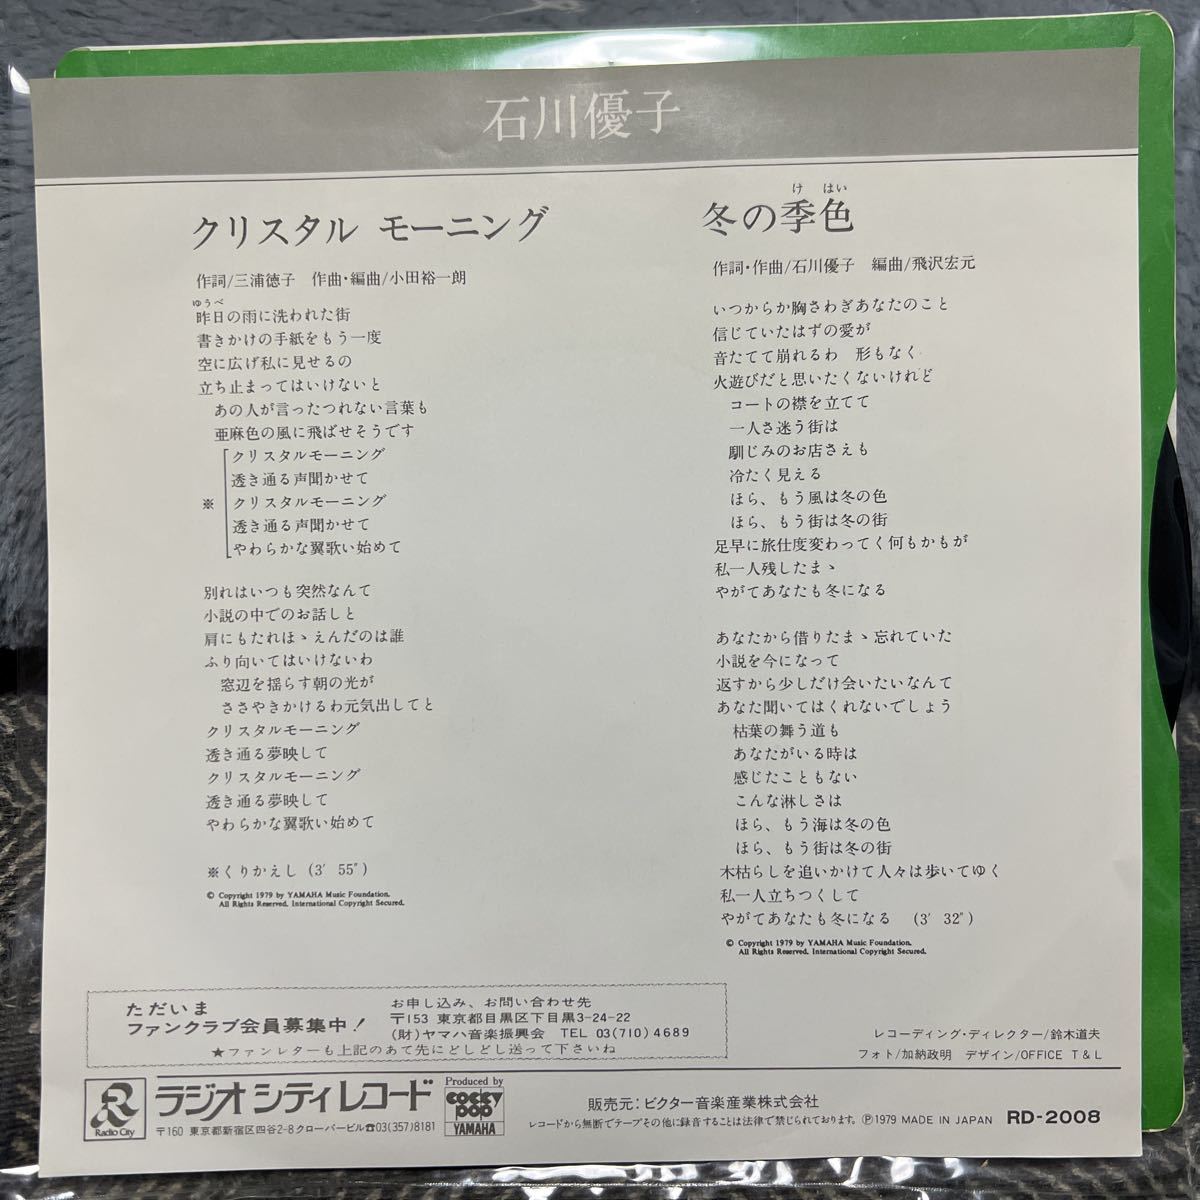 石川優子
クリスタル モーニング
作詞/三浦徳子 作曲・編曲/小田裕一朗
ゆうべ
昨日の雨に洗われた街
書きかけの手紙をもう一度
空に広げ私に見せるの
立ち止まってはいけないと
あの人が言ったつれない言葉も
亜麻色の風に飛ばせそうです
クリスタルモーニング
透き通る声聞かせて
※ クリスタルモーニング
透き通る声聞かせて
やわらかな翼歌い始めて
別れはいつも突然なんて
小説の中でのお話しと
肩にもたれほゝえんだのは誰
ふり向いてはいけないわ
窓辺を揺らす朝の光が
ささやきかけるわ元気出してと
クリスタルモーニング
透き通る夢映して
クリスタルモーニング
透き通る夢映して
やわらかな翼歌い始めて
※くりかえし (3′ 55″)
© Copyright 1979 by YAMAHA Music Foundation.
All Rights Reserved. International Copyright Secured.
けはい
冬の季色
作詞・作曲/石川優子 編曲/飛沢宏元
いつからか胸さわぎあなたのこと
信じていたはずの愛が
音たてて崩れるわ 形もなく
火遊びだと思いたくないけれど
コートの襟を立てて
一人さ迷う街は
馴じみのお店さえも
冷たく見える
ほら、もう風は冬の色
ほら、もう街は冬の街
足早に旅仕度変わってく何もかもが
私一人残したまゝ
やがてあなたも冬になる
あなたから借りたまゝ忘れていた
小説を今になって
返すから少しだけ会いたいなんて
あなた聞いてはくれないでしょう
枯葉の舞う道も
あなたがいる時は
感じたこともない
こんな淋しさは
ほら、もう海は冬の色
ほら、もう街は冬の街
木枯らしを追いかけて人々は歩いてゆく
私一人立ちつくして
やがてあなたも冬になる (3′ 32″)
© Copyright 1979 by YAMAHA Music Foundation.
All Rights Reserved. International Copyright Secured.
ただいま
ファンクラブ会員募集中!
お申し込み、お問い合わせ先
〒153 東京都目黒区下目黒3-24-22
(財)ヤマハ音楽振興会 TEL 03(710)4689
★ファンレターも上記のあて先にどしどし送って下さいね
レコーディング・ディレクター/鈴木道夫
フォト/加納政明 デザイン/OFFICE T&L
R
Radio City
ラジオシティレコード
〒160 東京都新宿区四谷2-8クローバービル☎03(357)8181
Produced by
cocky
pop
YAMAHA
販売元:ビクター音楽産業株式会社
レコードから無断でテープその他に録音することは法律で禁じられております。Ⓟ1979 MADE IN JAPAN RD-2008